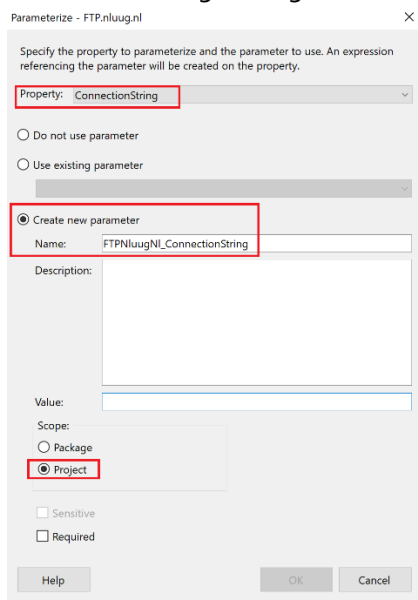 Parameterize - FTP.nluug.nl
Specify the property to parameterize and the parameter to use. An expression
referencing the parameter will be created on the property.
Property: ConnectionString
Do not use parameter
Use existing parameter
Create new parameter
Name: FTPNluugNl_ConnectionString
Description:
Value:
Scope:
Package
Project
Sensitive
Required
Help OK Cancel